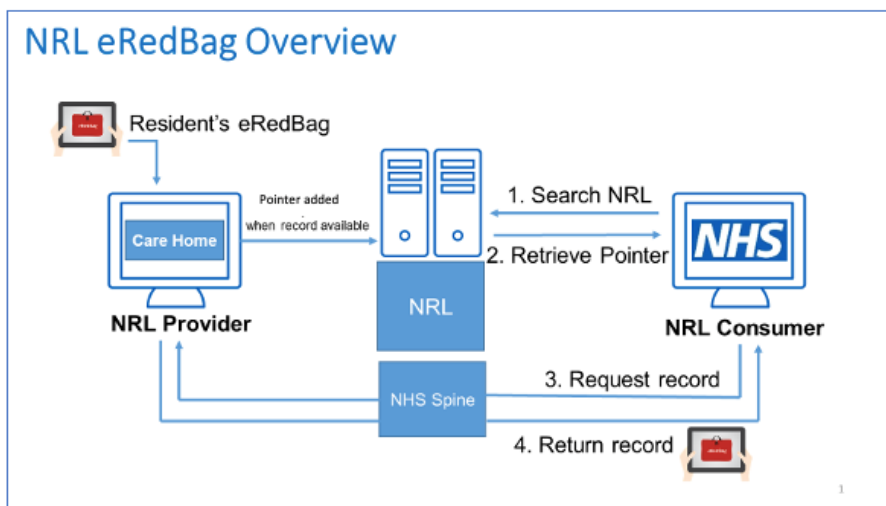 NRL eRedBag Overview
Resident's eRedBag
Pointer added
when record available
1. Search NRL
2. Retrieve Pointer
Care Home
NHS
NRL
NRL Provider
NRL Consumer
NHS Spine
3. Request record
4. Return record
1